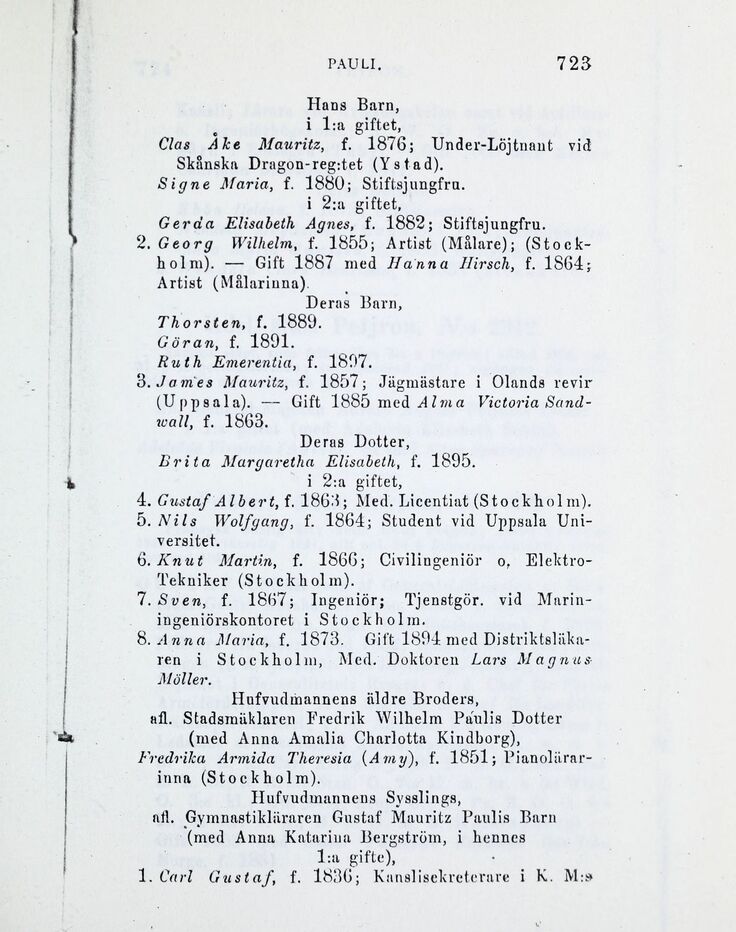 PAULI. 723
Hans Barn,
i 1:a giftet,
Clas Åke Mauritz, f. 1876; Under-Löjtnant vid
Skånska Dragon-reg:tet (Ystad).
Signe Maria, f. 1880; Stiftsjungfru.
i 2:a giftet,
Gerda Elisabeth Agnes, f. 1882; Stiftsjungfru.
2. Georg Wilhelm, f. 1855; Artist (Målare); (Stock-
holm). — Gift 1887 med Hanna Hirsch, f. 1864;
Artist (Målarinna).
Deras Barn,
Thorsten, f. 1889.
Göran, f. 1891.
Ruth Emerentia, f. 1897.
3. James Mauritz, f. 1857; Jägmästare i Olands revir
(Uppsala). — Gift 1885 med Alma Victoria Sand-
wall, f. 1863.
Deras Dotter,
Brita Margaretha Elisabeth, f. 1895.
i 2:a giftet,
4. Gustaf Albert, f. 1863; Med. Licentiat (Stockholm).
5. Nils Wolfgang, f. 1864; Student vid Uppsala Uni-
versitet.
6. Knut Martin, f. 1866; Civilingeniör o. Elektro-
Tekniker (Stockholm).
7. Sven, f. 1867; Ingeniör; Tjenstgör. vid Marin-
ingeniörskontoret i Stockholm.
8. Anna Maria, f. 1873. Gift 1894 med Distriktsläka-
ren i Stockholm, Med. Doktoren Lars Magnus
Möller.
Hufvudmannens äldre Broders,
afl. Stadsmäklaren Fredrik Wilhelm Paulis Dotter
(med Anna Amalia Charlotta Kindborg),
Fredrika Armida Theresia (Amy), f. 1851; Pianolärar-
inna (Stockholm).
Hufvudmannens Sysslings,
afl. Gymnastikläraren Gustaf Mauritz Paulis Barn
(med Anna Katarina Bergström, i hennes
1:a gifte),
1. Carl Gustaf, f. 1836; Kanslisekreterare i K. M:s